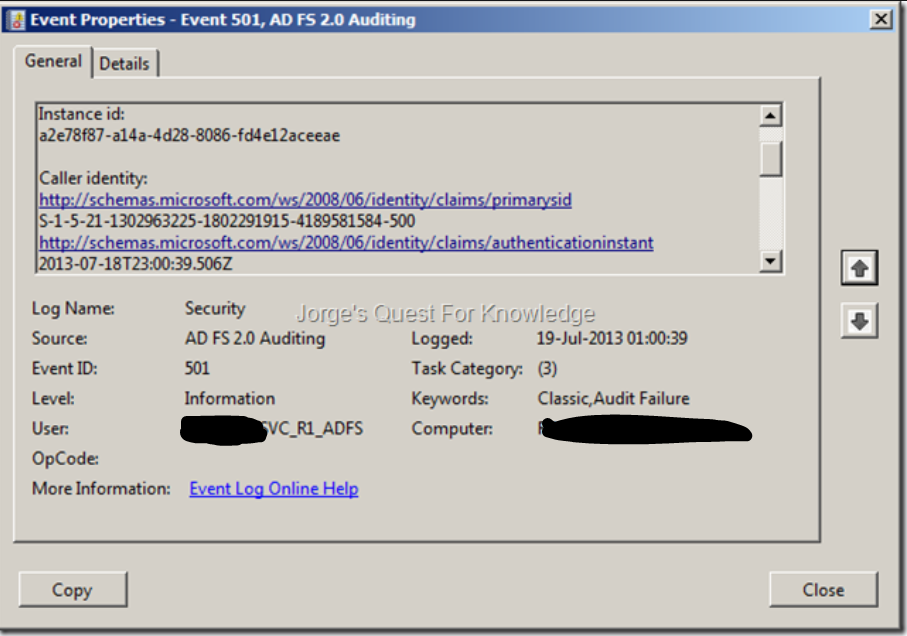 Event Properties - Event 501, AD FS 2.0 Auditing
General Details
Instance id:
a2e78f87-a14a-4d28-8086-fd4e12aceeae
Caller identity:
http://schemas.microsoft.com/ws/2008/06/identity/claims/primarysid
S-1-5-21-1302963225-1802291915-4189581584-500
http://schemas.microsoft.com/ws/2008/06/identity/claims/authenticationinstant
2013-07-18T23:00:39.506Z
Log Name: Security
Jorge's Quest For Knowledge
Source: AD FS 2.0 Auditing Logged: 19-Jul-2013 01:00:39
Event ID: 501 Task Category: (3)
Level: Information Keywords: Classic,Audit Failure
User: SVC_R1_ADFS Computer:
OpCode:
More Information: Event Log Online Help
Copy Close